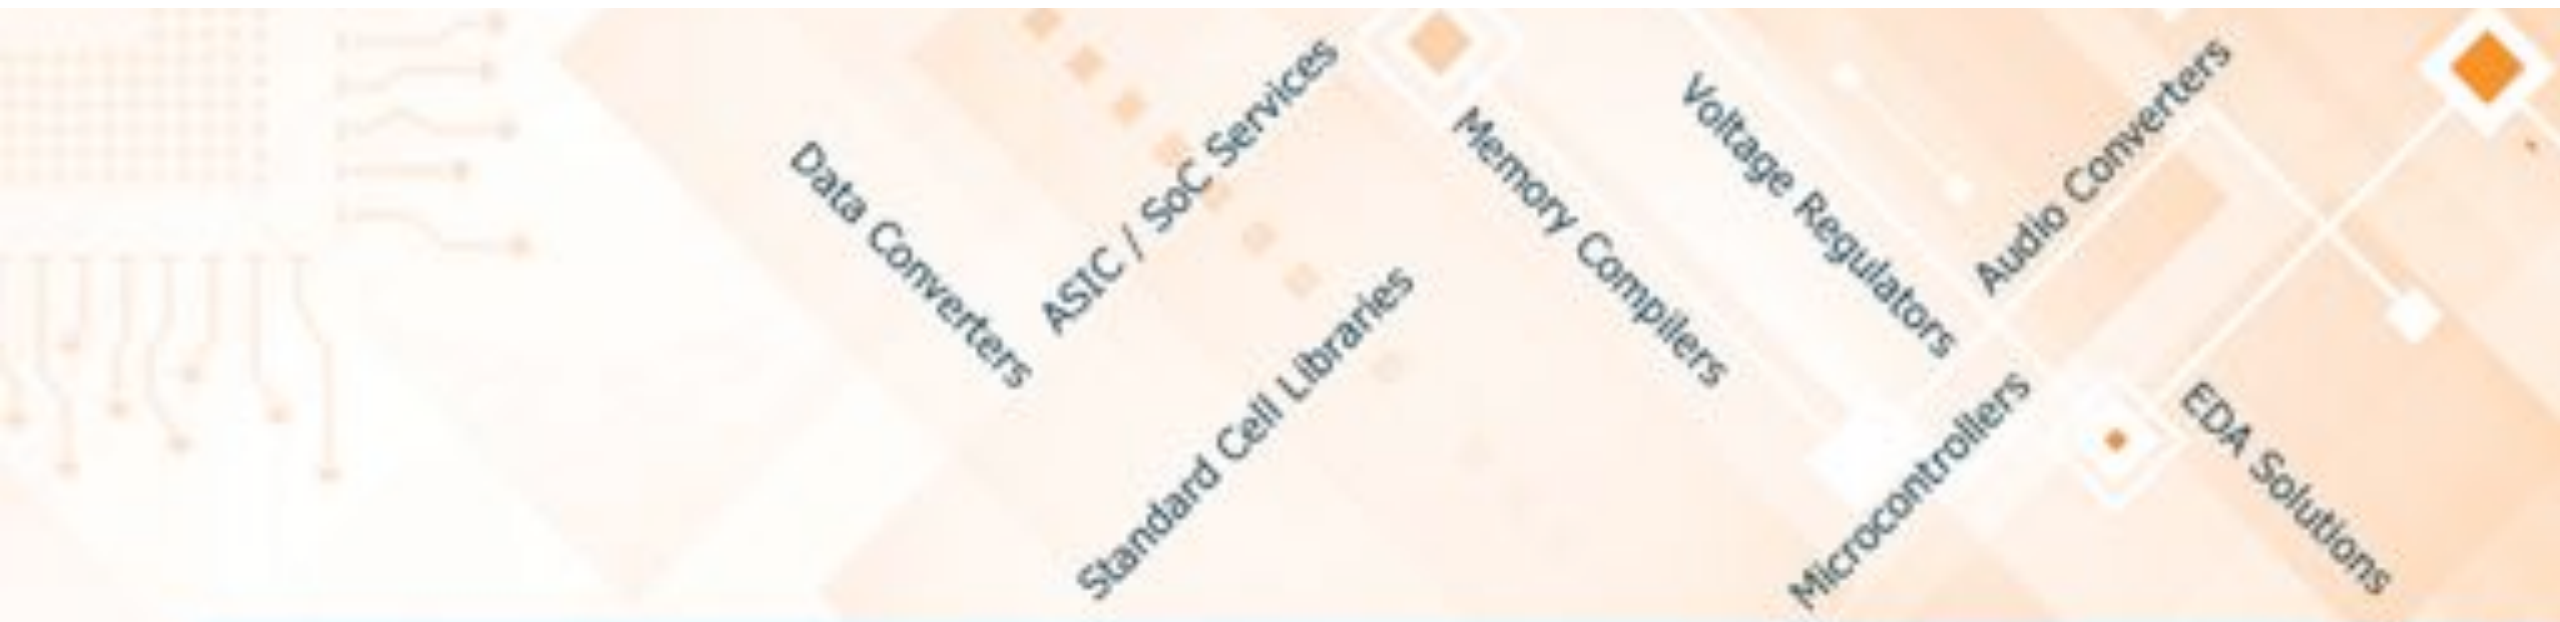 Data Converters
ASIC / SoC Services
Standard Cell Libraries
Memory Compilers
Voltage Regulators
Audio Converters
Microcontrollers
EDA Solutions